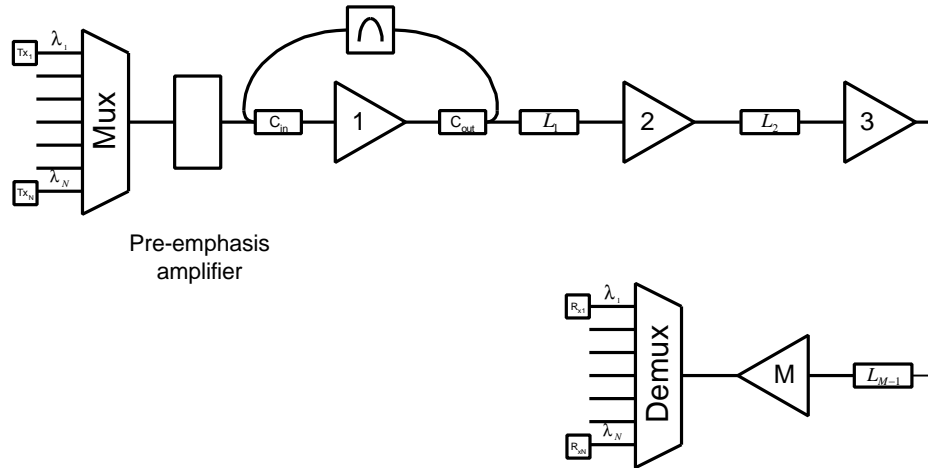 Tx1
λ1
Mux
λN
TxN
Pre-emphasis
amplifier
Cin
1
Cout
L1
2
L2
3
Rx1
λ1
Demux
λN
RxN
M
LM−1